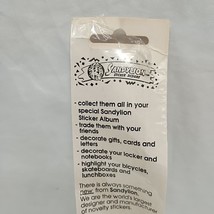 SANDYLION
- collect them all in your
special Sandylion
Sticker Album
- trade them with your
friends
- decorate gifts, cards and
letters
- decorate your locker and
notebooks
- highlight your bicycles,
skateboards and
lunchboxes
There is always something
new from Sandylion.
We are the world's largest
designer and manufacturer
of novelty stickers.